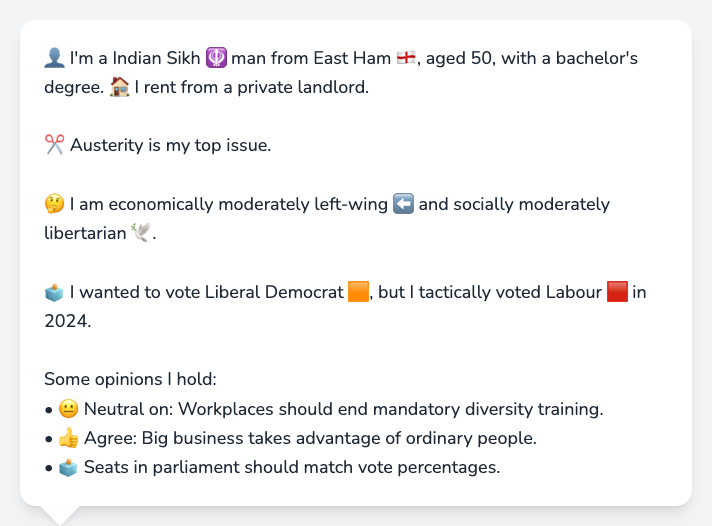 👤 I'm a Indian Sikh 🪯 man from East Ham 🏴󠁧󠁢󠁥󠁮󠁧󠁿, aged 50, with a bachelor's
degree. 🏠 I rent from a private landlord.
✂️ Austerity is my top issue.
🤔 I am economically moderately left-wing ⬅️ and socially moderately
libertarian 🕊️.
🗳️ I wanted to vote Liberal Democrat 🟧, but I tactically voted Labour 🟥 in
2024.
Some opinions I hold:
• 😐 Neutral on: Workplaces should end mandatory diversity training.
• 👍 Agree: Big business takes advantage of ordinary people.
• 🗳️ Seats in parliament should match vote percentages.